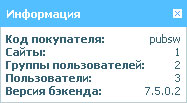 Информация
Код покупателя: pubsw
Сайты: 1
Группы пользователей: 2
Пользователи: 3
Версия бэкенда: 7.5.0.2